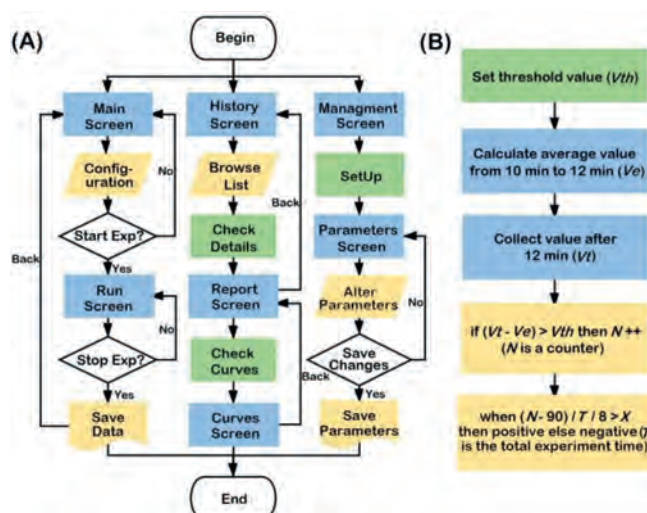 (A)
Begin
Main
Screen
Config-
uration
Start Exp?
Yes
No
Run
Screen
Stop Exp?
Yes
No
Save
Data
Back
History
Screen
Browse
List
Check
Details
Report
Screen
Check
Curves
Curves
Screen
Back
Back
Managment
Screen
SetUp
Parameters
Screen
Alter
Parameters
Save
Changes
No
Yes
Save
Parameters
End
(B)
Set threshold value (Vth)
Calculate average value
from 10 min to 12 min (Ve)
Collect value after
12 min (Vt)
if (Vt - Ve) > Vth then N ++
(N is a counter)
when (N - 90) / T / 8 > X
then positive else negative (T
is the total experiment time)